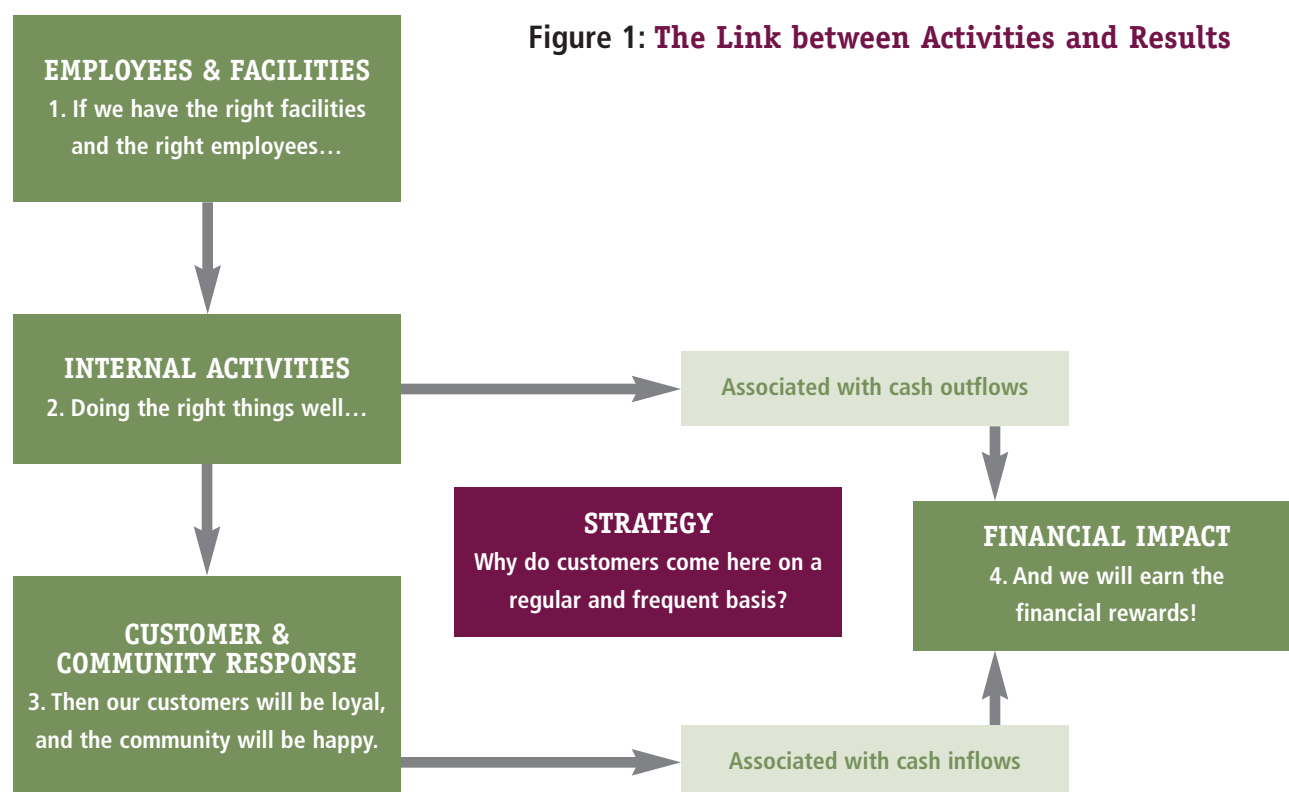 Figure 1: The Link between Activities and Results
EMPLOYEES & FACILITIES
1. If we have the right facilities
and the right employees…
INTERNAL ACTIVITIES
2. Doing the right things well…
Associated with cash outflows
STRATEGY
Why do customers come here on a
regular and frequent basis?
FINANCIAL IMPACT
4. And we will earn the
financial rewards!
CUSTOMER &
COMMUNITY RESPONSE
3. Then our customers will be loyal,
and the community will be happy.
Associated with cash inflows